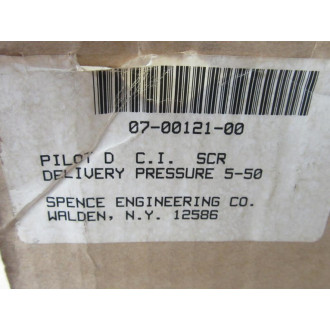 07-00121-00
PILOT D C.I. SCR
DELIVERY PRESSURE 5-50
SPENCE ENGINEERING CO.
WALDEN, N.Y. 12586